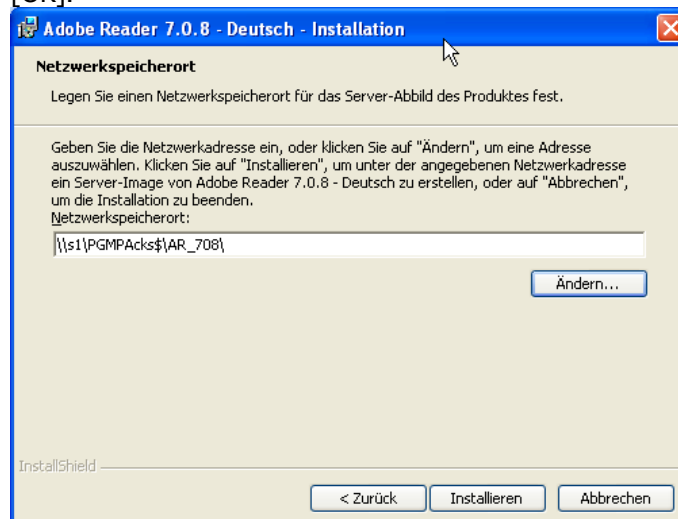 [OK].
Adobe Reader 7.0.8 - Deutsch - Installation
Netzwerkspeicherort
Legen Sie einen Netzwerkspeicherort für das Server-Abbild des Produktes fest.
Geben Sie die Netzwerkadresse ein, oder klicken Sie auf "Ändern", um eine Adresse
auszuwählen. Klicken Sie auf "Installieren", um unter der angegebenen Netzwerkadresse
ein Server-Image von Adobe Reader 7.0.8 - Deutsch zu erstellen, oder auf "Abbrechen",
um die Installation zu beenden.
Netzwerkspeicherort:
\\s1\PGMPAcks$\AR_708\
Ändern...
InstallShield
< Zurück Installieren Abbrechen